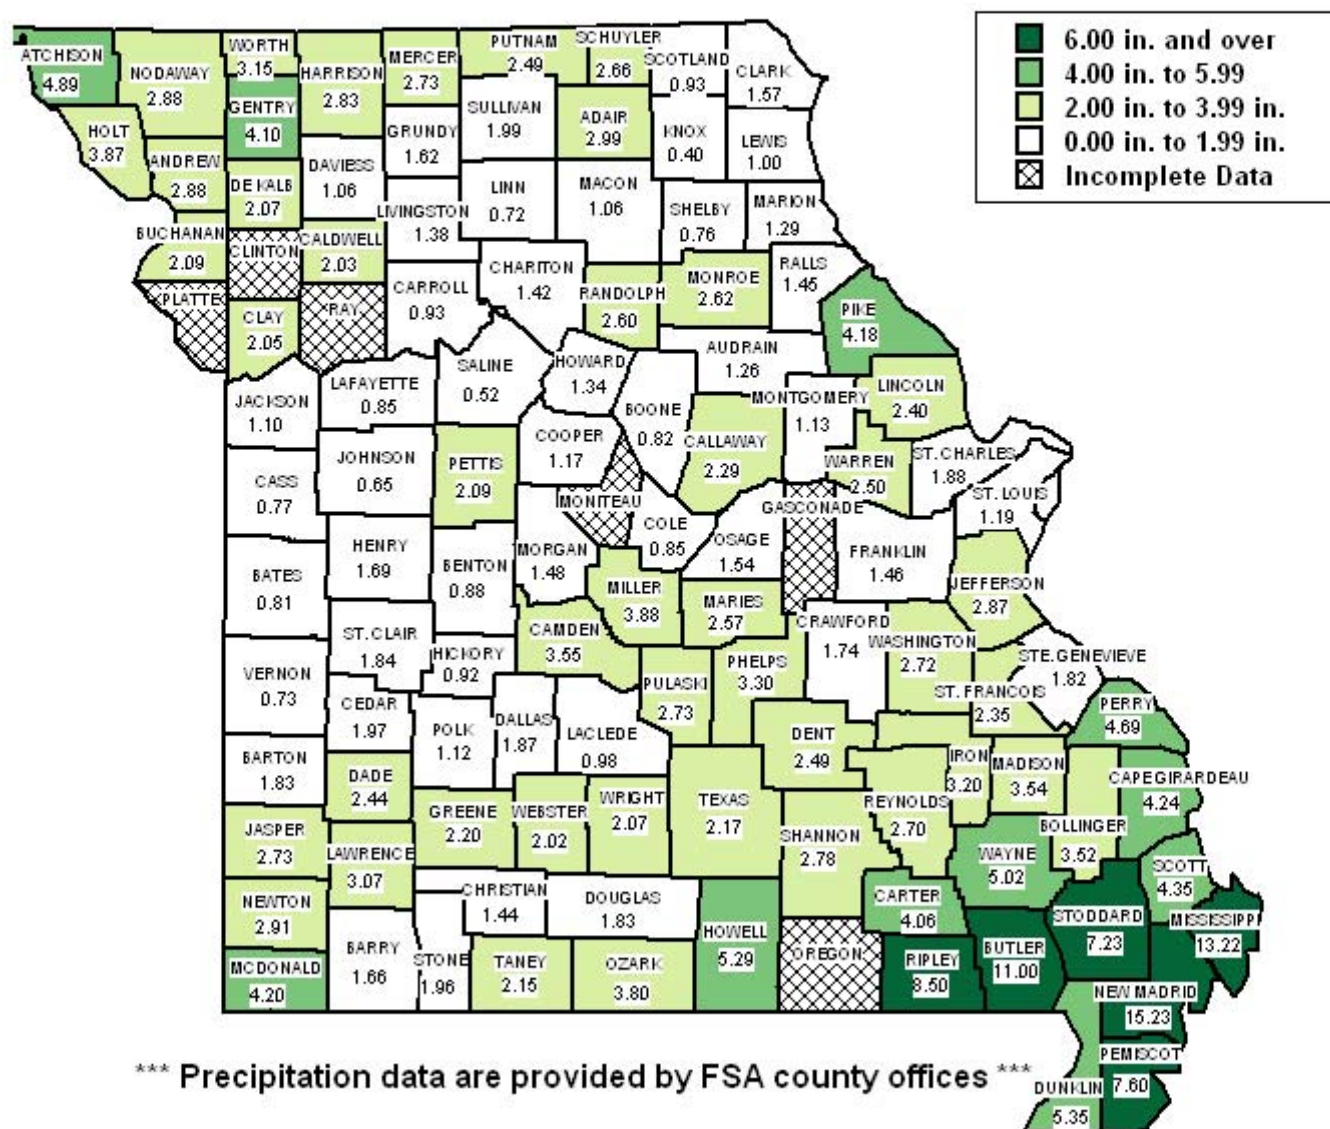 6.00 in. and over
4.00 in. to 5.99
2.00 in. to 3.99 in.
0.00 in. to 1.99 in.
Incomplete Data
ATCHISON
4.89
NODAWAY
2.88
WORTH
3.15
HARRISON
2.83
MERCER
2.73
PUTNAM
2.49
SCHUYLER
2.66
SCOTLAND
0.93
CLARK
1.57
HOLT
3.87
ANDREW
2.88
GENTRY
4.10
DAVIESS
1.06
GRUNDY
1.62
SULLIVAN
1.99
ADAIR
2.99
KNOX
0.40
LEWIS
1.00
DE KALB
2.07
LIVINGSTON
1.38
LINN
0.72
MACON
1.06
SHELBY
0.76
MARION
1.29
BUCHANAN
2.09
CLINTON
CALDWELL
2.03
CHARITON
1.42
RANDOLPH
2.60
MONROE
2.62
RALLS
1.45
PLATTE
CLAY
2.05
RAY
CARROLL
0.93
PIKE
4.18
JACKSON
1.10
LAFAYETTE
0.85
SALINE
0.52
HOWARD
1.34
BOONE
0.82
AUDRAIN
1.26
MONTGOMERY
1.13
LINCOLN
2.40
CASS
0.77
JOHNSON
0.65
PETTIS
2.09
COOPER
1.17
MONITEAU
CALLAWAY
2.29
WARREN
2.50
ST. CHARLES
1.88
ST. LOUIS
1.19
BATES
0.81
HENRY
1.69
BENTON
0.88
MORGAN
1.48
COLE
0.85
OSAGE
1.54
GASCONADE
FRANKLIN
1.46
JEFFERSON
2.87
MILLER
3.88
MARIES
2.57
VERNON
0.73
ST. CLAIR
1.84
HICKORY
0.92
CAMDEN
3.55
PULASKI
2.73
PHELPS
3.30
CRAWFORD
1.74
WASHINGTON
2.72
ST. FRANCOIS
2.35
STE. GENEVIEVE
1.82
PERRY
4.69
BARTON
1.83
CEDAR
1.97
POLK
1.12
DALLAS
1.87
LACLEDE
0.98
DENT
2.49
IRON
3.20
MADISON
3.54
CAPE GIRARDEAU
4.24
JASPER
2.73
DADE
2.44
GREENE
2.20
WEBSTER
2.02
WRIGHT
2.07
TEXAS
2.17
SHANNON
2.78
REYNOLDS
2.70
BOLLINGER
3.52
NEWTON
2.91
LAWRENCE
3.07
CHRISTIAN
1.44
DOUGLAS
1.83
HOWELL
5.29
CARTER
4.06
WAYNE
5.02
SCOTT
4.35
MCDONALD
4.20
BARRY
1.66
STONE
1.96
TANEY
2.15
OZARK
3.80
OREGON
RIPLEY
8.50
BUTLER
11.00
STODDARD
7.23
MISSISSIPPI
13.22
NEW MADRID
15.23
PEMISCOT
7.60
DUNKLIN
5.35
*** Precipitation data are provided by FSA county offices ***